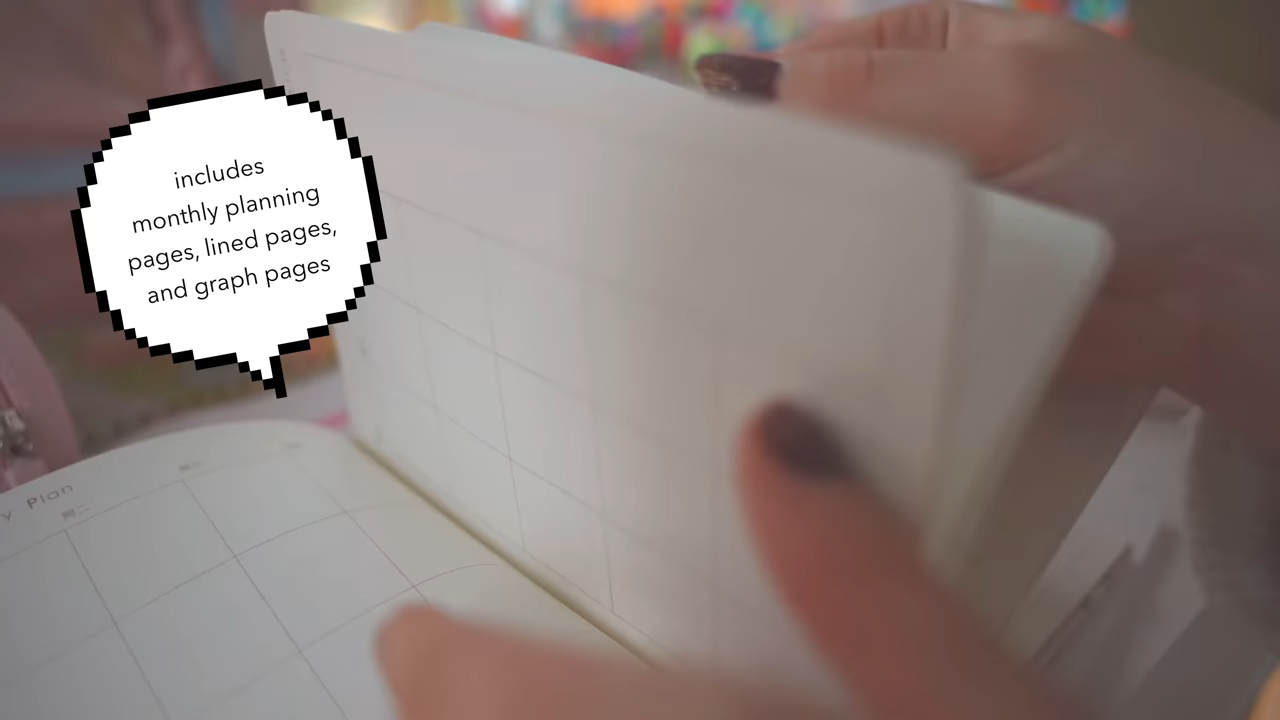 includes
monthly planning
pages, lined pages,
and graph pages
y Plan